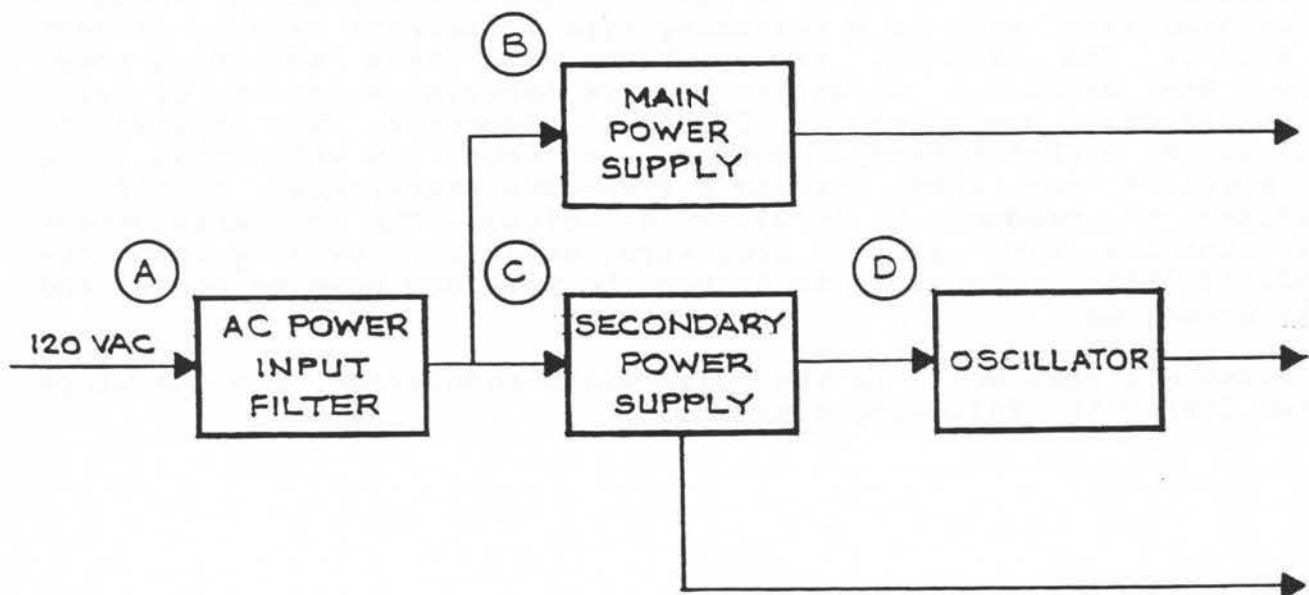 B
MAIN
POWER
SUPPLY
A
C
D
120 VAC
AC POWER
INPUT
FILTER
SECONDARY
POWER
SUPPLY
OSCILLATOR